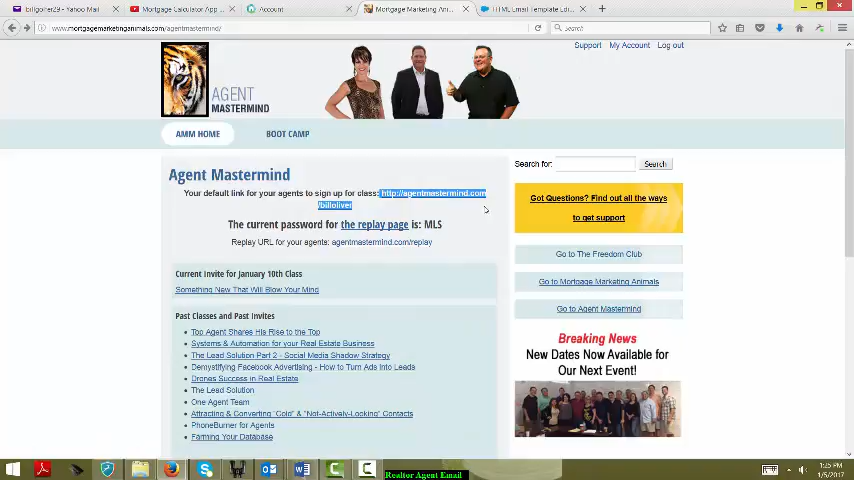 billgolfer29 - Yahoo Mail
Mortgage Calculator App ...
Account
Mortgage Marketing Ani...
HTML Email Template Edi...
www.mortgagemarketinganimals.com/agentmastermind/
Search
Support My Account Log out
AGENT
MASTERMIND
AMM HOME BOOT CAMP
Agent Mastermind
Your default link for your agents to sign up for class: http://agentmastermind.com
/billoliver
The current password for the replay page is: MLS
Replay URL for your agents: agentmastermind.com/replay
Current Invite for January 10th Class
Something New That Will Blow Your Mind
Past Classes and Past Invites
Top Agent Shares His Rise to the Top
Systems & Automation for your Real Estate Business
The Lead Solution Part 2 - Social Media Shadow Strategy
Demystifying Facebook Advertising - How to Turn Ads into Leads
Drones Success in Real Estate
The Lead Solution
One Agent Team
Attracting & Converting "Cold" & "Not-Actively-Looking" Contacts
PhoneBurner for Agents
Farming Your Database
Search for: Search
Got Questions? Find out all the ways
to get support
Go to The Freedom Club
Go to Mortgage Marketing Animals
Go to Agent Mastermind
Breaking News
New Dates Now Available for
Our Next Event!
Realtor Agent Email
1:25 PM
1/5/2017